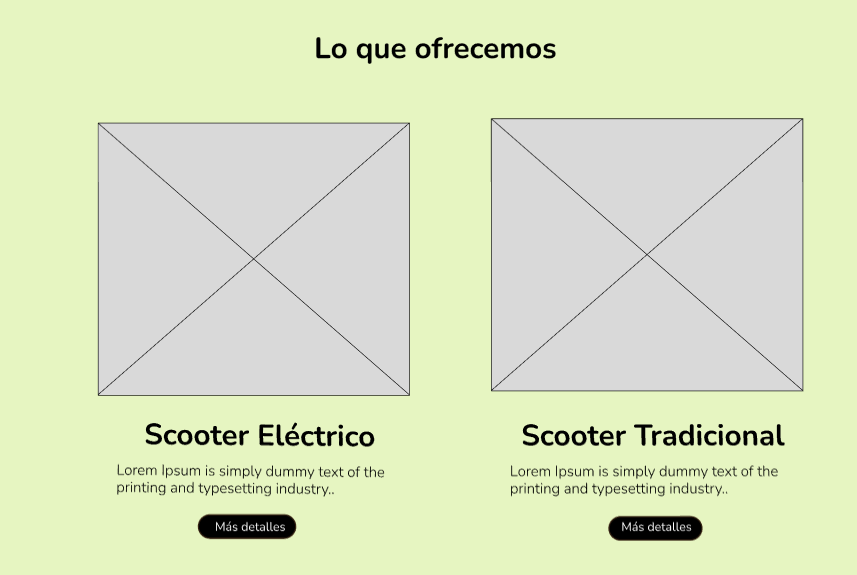 Lo que ofrecemos
Scooter Eléctrico
Lorem Ipsum is simply dummy text of the
printing and typesetting industry..
Más detalles
Scooter Tradicional
Lorem Ipsum is simply dummy text of the
printing and typesetting industry..
Más detalles